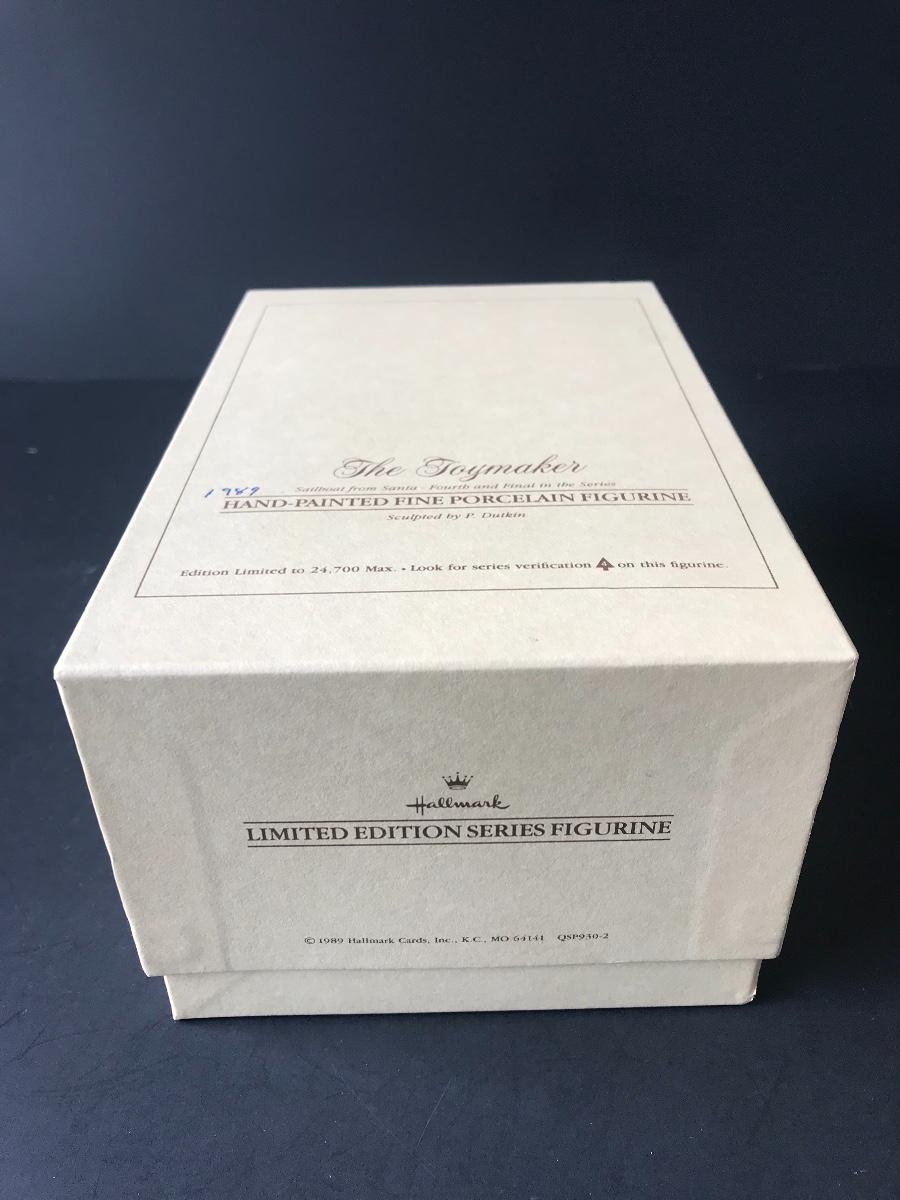 The Toymaker
Sailboat from Santa - Fourth and Final in the Series
1989
HAND-PAINTED FINE PORCELAIN FIGURINE
Sculpted by P. Dutkin
Edition Limited to 24,700 Max. • Look for series verification 4 on this figurine.
Hallmark
LIMITED EDITION SERIES FIGURINE
© 1989 Hallmark Cards, Inc., K.C., MO 64141 QSP930-2